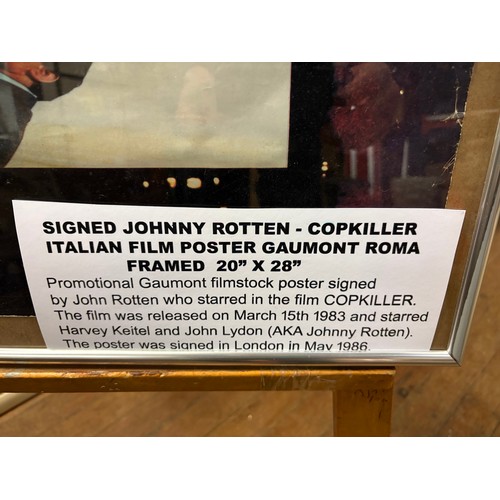 SIGNED JOHNNY ROTTEN - COPKILLER
ITALIAN FILM POSTER GAUMONT ROMA
FRAMED 20” X 28”
Promotional Gaumont filmstock poster signed
by John Rotten who starred in the film COPKILLER.
The film was released on March 15th 1983 and starred
Harvey Keitel and John Lydon (AKA Johnny Rotten).
The poster was signed in London in May 1986.